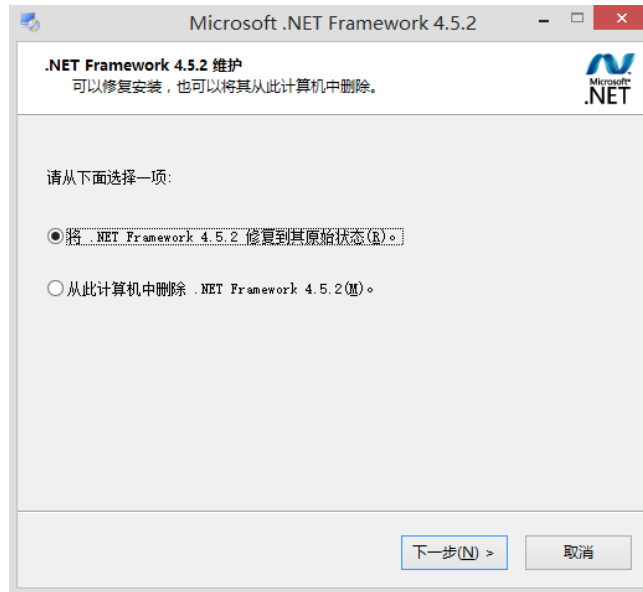 Microsoft .NET Framework 4.5.2
.NET Framework 4.5.2 维护
可以修复安装，也可以将其从此计算机中删除。
Microsoft®
.NET
请从下面选择一项:
将 .NET Framework 4.5.2 修复到其原始状态(R)。
从此计算机中删除 .NET Framework 4.5.2(M)。
下一步(N) >
取消